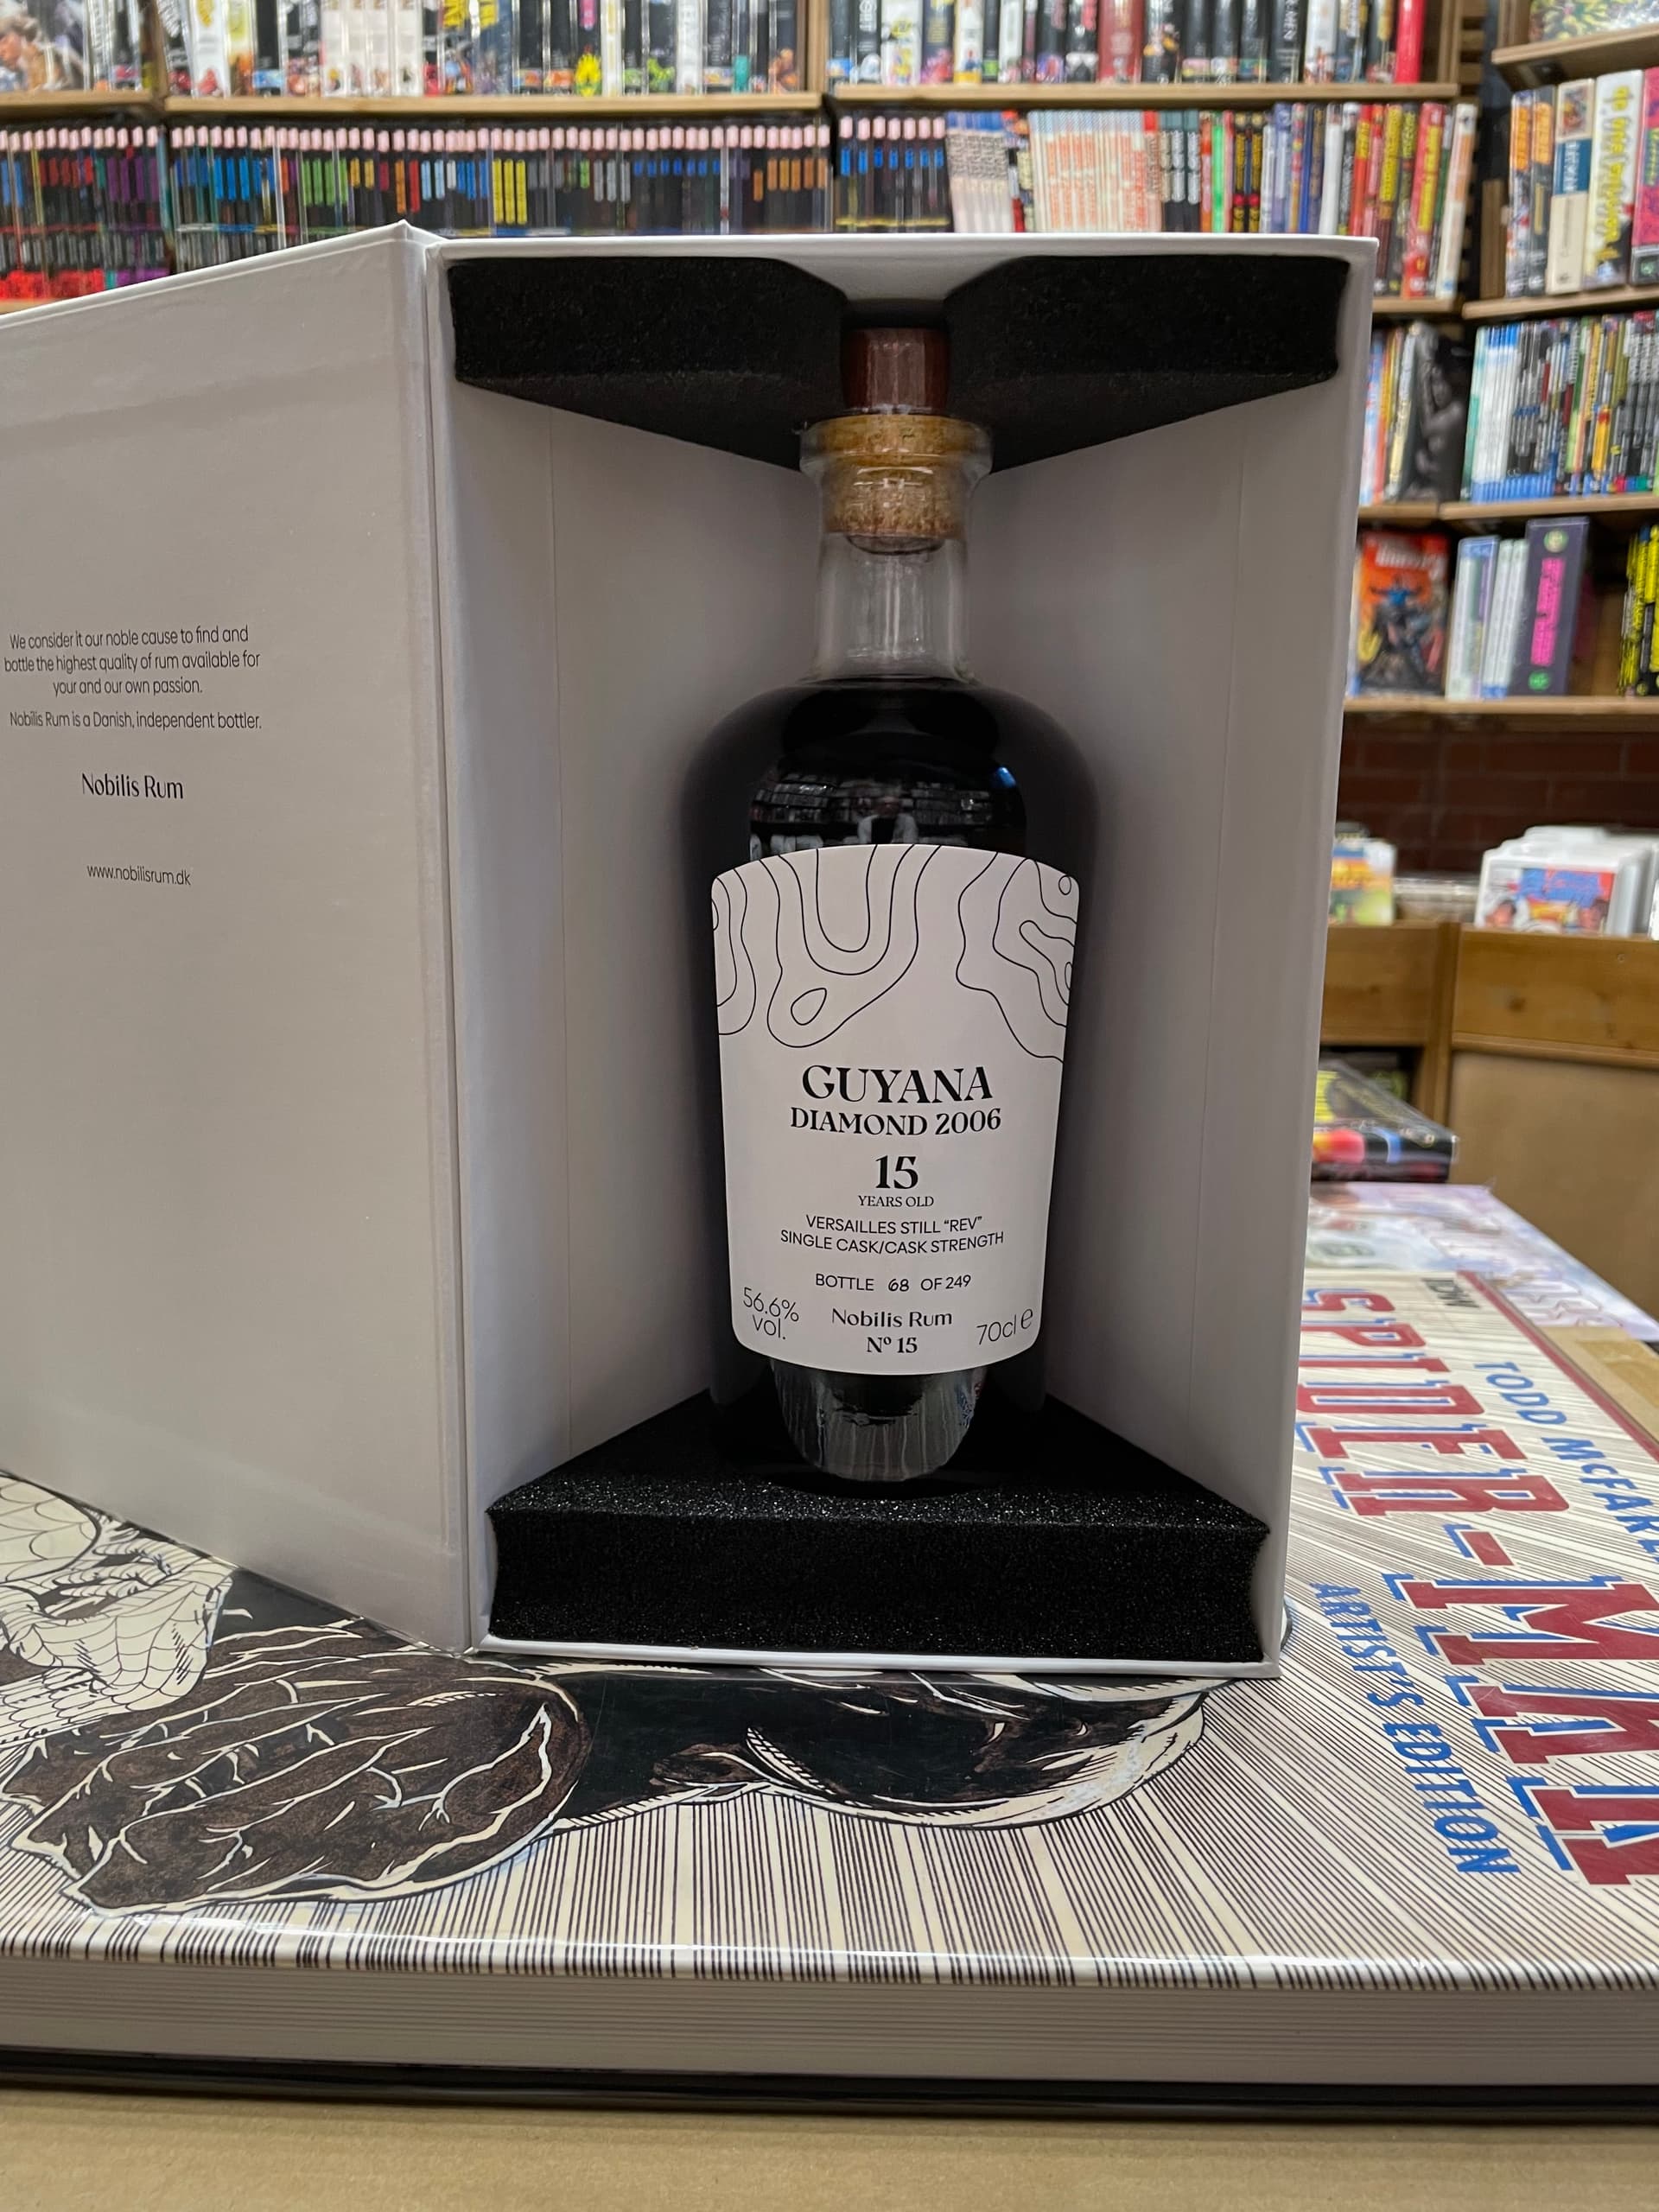 We consider it our noble cause to find and
bottle the highest quality of rum available for
your and our own passion.
Nobilis Rum is a Danish, independent bottler.
Nobilis Rum
www.nobilisrum.dk
GUYANA
DIAMOND 2006
15
YEARS OLD
VERSAILLES STILL “REV”
SINGLE CASK/CASK STRENGTH
BOTTLE 68 OF 249
56.6%
vol.
Nobilis Rum
Nº 15
70cl e
IDW
TODD
SPIDER-MAN
ARTIST'S EDITION